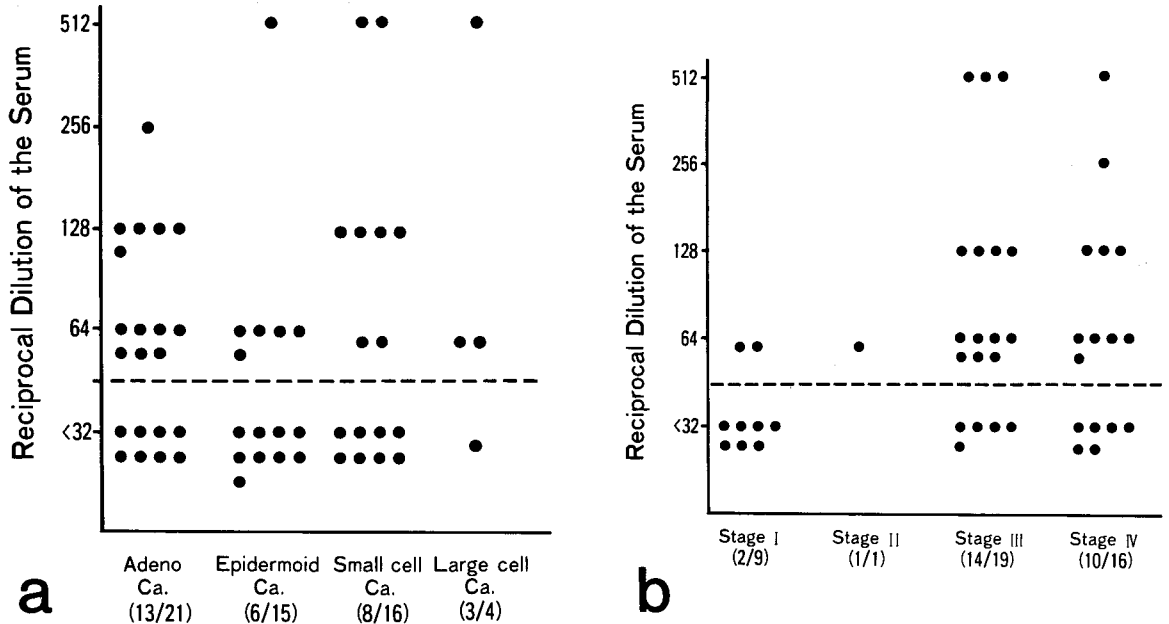 Reciprocal Dilution of the Serum
512
256
128
64
<32
Adeno Ca. (13/21)
Epidermoid Ca. (6/15)
Small cell Ca. (8/16)
Large cell Ca. (3/4)
a
Reciprocal Dilution of the Serum
512
256
128
64
<32
Stage I (2/9)
Stage II (1/1)
Stage III (14/19)
Stage IV (10/16)
b